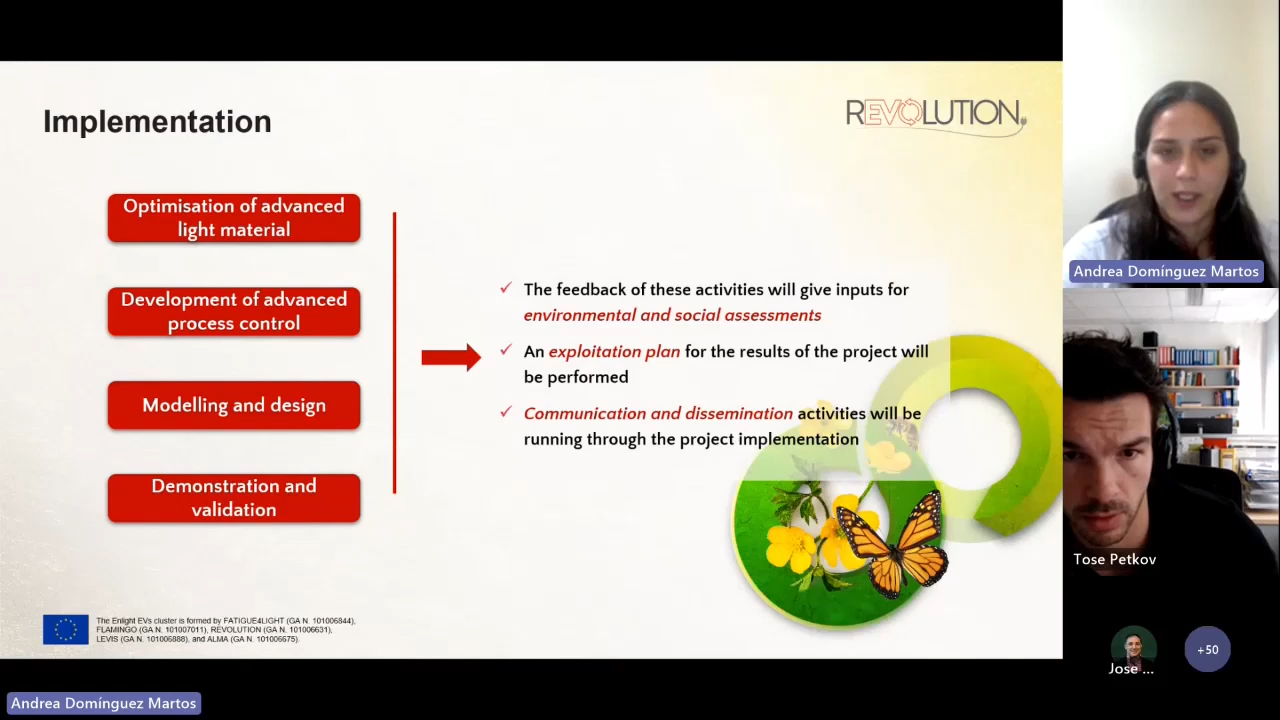 Implementation
REVOLUTION
Optimisation of advanced
light material
Development of advanced
process control
Modelling and design
Demonstration and
validation
✓ The feedback of these activities will give inputs for
environmental and social assessments
✓ An exploitation plan for the results of the project will
be performed
✓ Communication and dissemination activities will be
running through the project implementation
The Enlight EVs cluster is formed by FATIGUE4LIGHT (GA N. 101006844),
FLAMINGO (GA N. 101007011), REVOLUTION (GA N. 101006631),
LEVIS (GA N. 101006888), and ALMA (GA N. 101006675).
Andrea Domínguez Martos
Tose Petkov
Jose ...
+50
Andrea Domínguez Martos